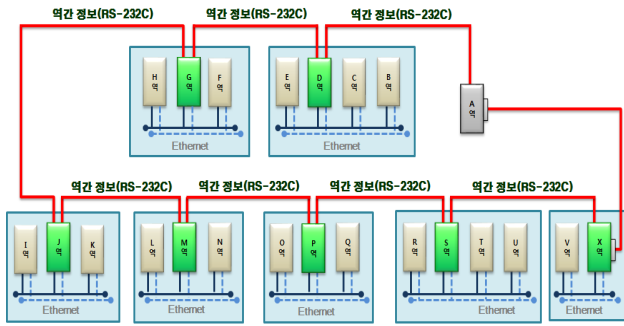 역간 정보(RS-232C)
역간 정보(RS-232C)
역간 정보(RS-232C)
H
역
G
역
F
역
E
역
D
역
C
역
B
역
A
역
Ethernet
Ethernet
역간 정보(RS-232C)
역간 정보(RS-232C)
역간 정보(RS-232C)
역간 정보(RS-232C)
I
역
J
역
K
역
L
역
M
역
N
역
O
역
P
역
Q
역
R
역
S
역
T
역
U
역
V
역
X
역
Ethernet
Ethernet
Ethernet
Ethernet
Ethernet